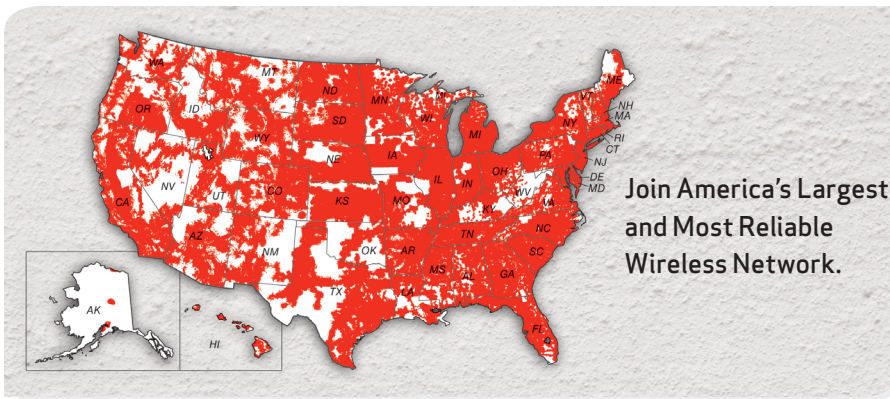 WA
MT
ND
MN
OR
ID
SD
WI
MI
WY
NE
IA
NV
UT
CO
IL
IN
OH
PA
NY
VT
ME
NH
MA
RI
CT
NJ
DE
MD
CA
KS
MO
KY
WV
VA
AZ
NM
OK
AR
TN
NC
SC
TX
LA
MS
AL
GA
FL
AK
HI
MI
Join America's Largest
and Most Reliable
Wireless Network.